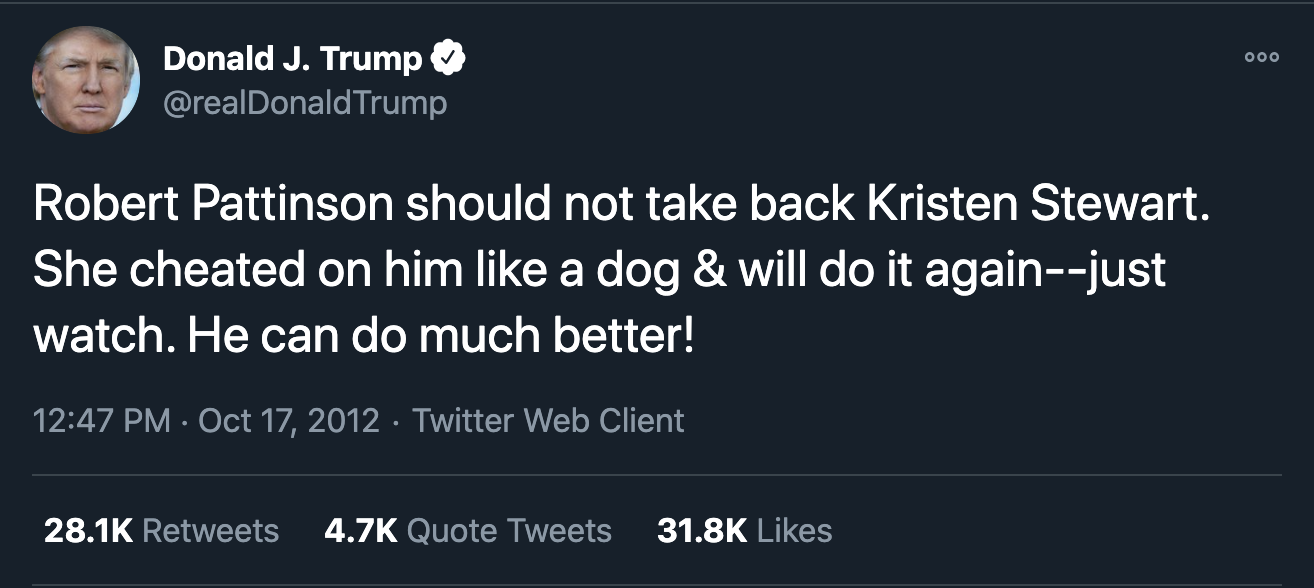 Donald J. Trump
@realDonaldTrump
Robert Pattinson should not take back Kristen Stewart.
She cheated on him like a dog & will do it again--just
watch. He can do much better!
12:47 PM · Oct 17, 2012 · Twitter Web Client
28.1K Retweets 4.7K Quote Tweets 31.8K Likes